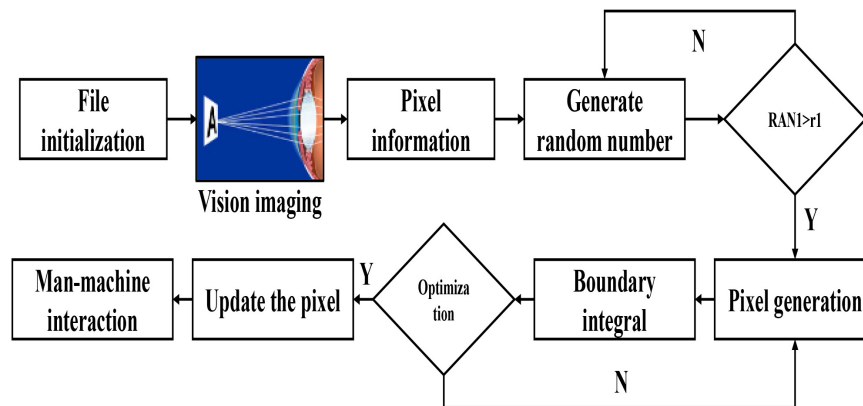 N
File
initialization
A
Vision imaging
Pixel
information
Generate
random number
RAN1>r1
Y
Man-machine
interaction
Update the pixel
Y
Optimiza
tion
Boundary
integral
Pixel generation
N